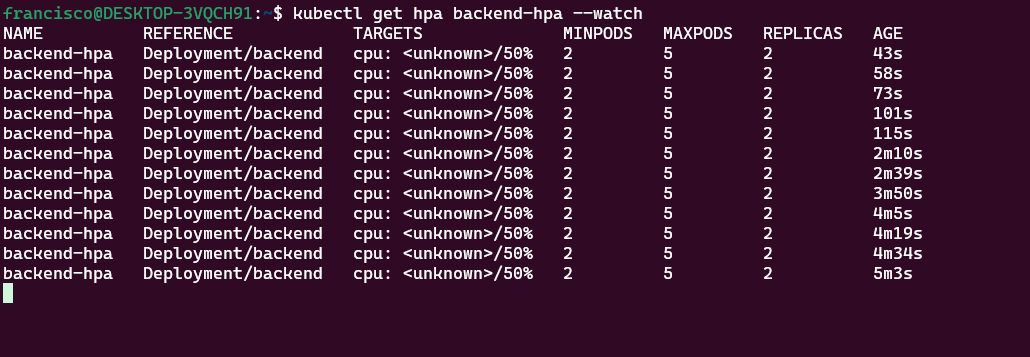 francisco@DESKTOP-3VQCH91:~$ kubectl get hpa backend-hpa --watch
NAME REFERENCE TARGETS MINPODS MAXPODS REPLICAS AGE
backend-hpa Deployment/backend cpu: <unknown>/50% 2 5 2 43s
backend-hpa Deployment/backend cpu: <unknown>/50% 2 5 2 58s
backend-hpa Deployment/backend cpu: <unknown>/50% 2 5 2 73s
backend-hpa Deployment/backend cpu: <unknown>/50% 2 5 2 101s
backend-hpa Deployment/backend cpu: <unknown>/50% 2 5 2 115s
backend-hpa Deployment/backend cpu: <unknown>/50% 2 5 2 2m10s
backend-hpa Deployment/backend cpu: <unknown>/50% 2 5 2 2m39s
backend-hpa Deployment/backend cpu: <unknown>/50% 2 5 2 3m50s
backend-hpa Deployment/backend cpu: <unknown>/50% 2 5 2 4m5s
backend-hpa Deployment/backend cpu: <unknown>/50% 2 5 2 4m19s
backend-hpa Deployment/backend cpu: <unknown>/50% 2 5 2 4m34s
backend-hpa Deployment/backend cpu: <unknown>/50% 2 5 2 5m3s